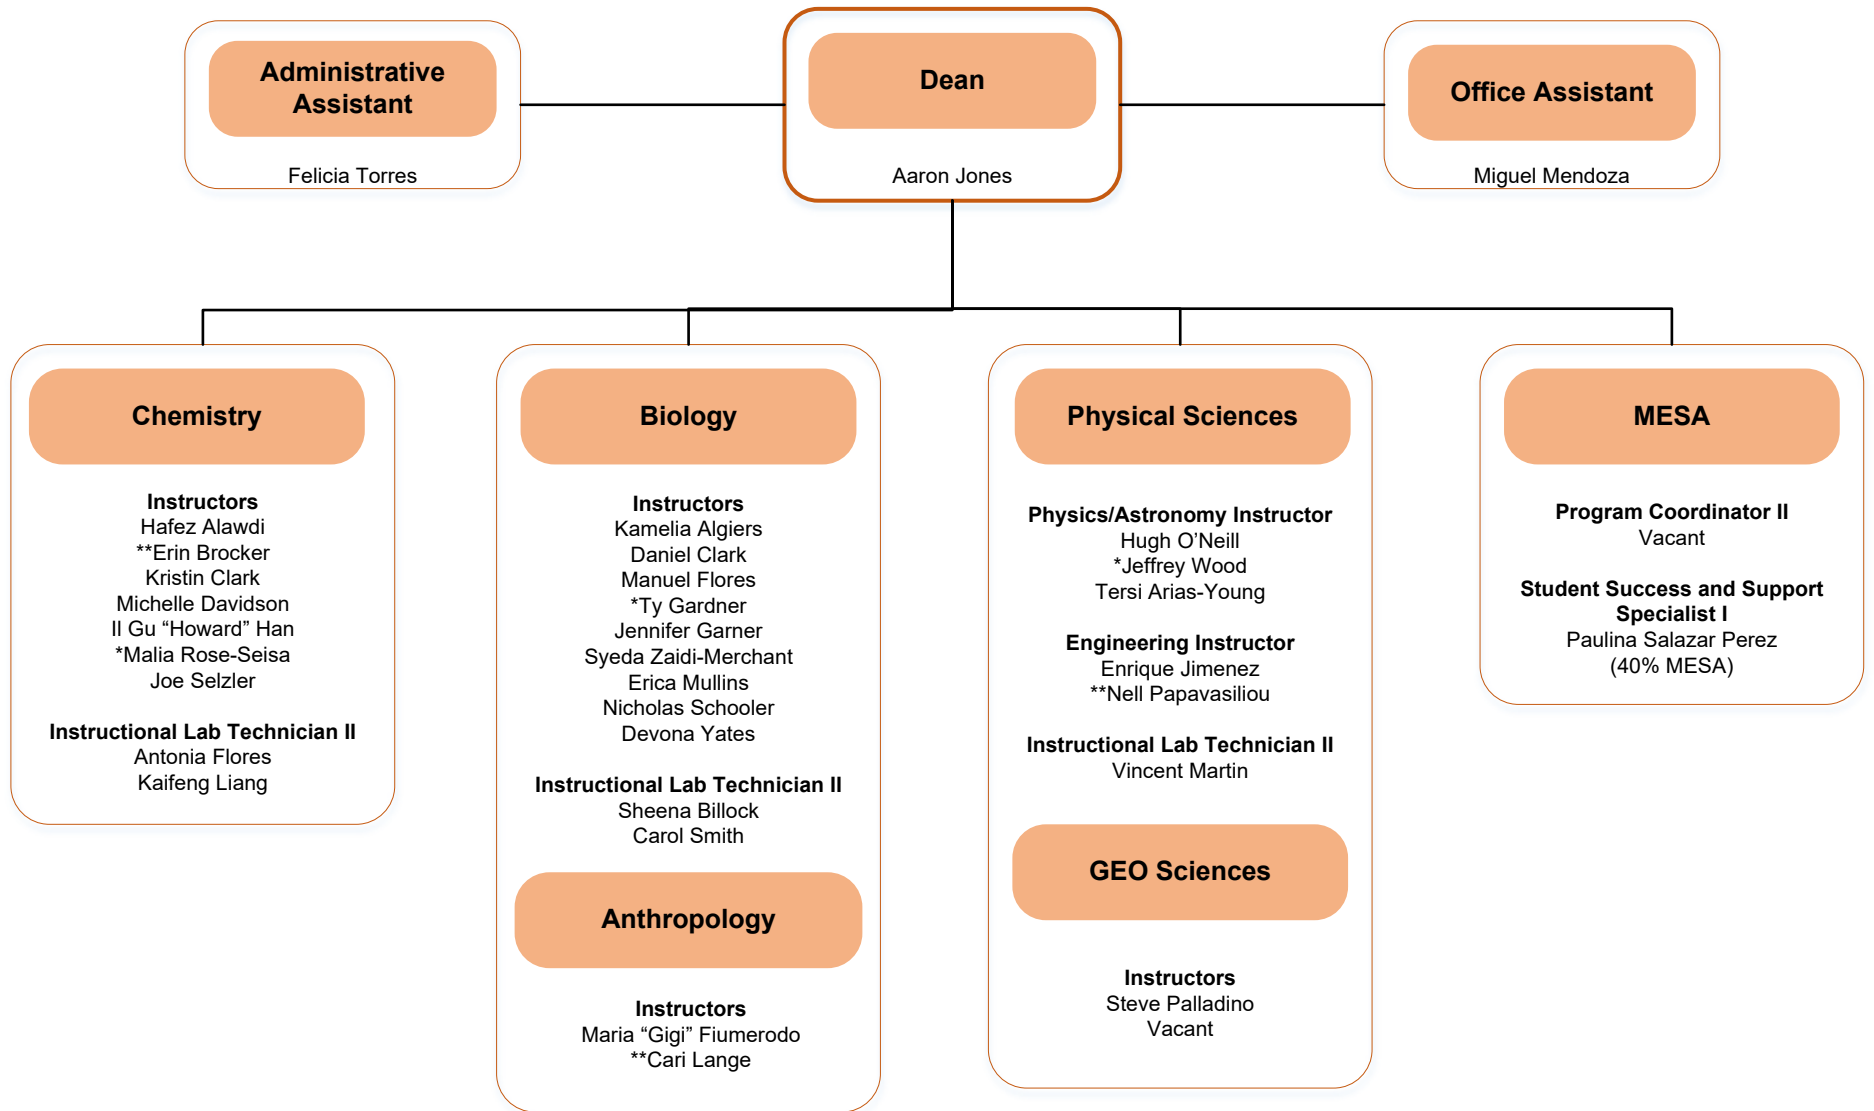 Administrative
Assistant
Felicia Torres
Dean
Aaron Jones
Office Assistant
Miguel Mendoza
Chemistry
Instructors
Hafez Alawdi
**Erin Brocker
Kristin Clark
Michelle Davidson
Il Gu “Howard” Han
*Malia Rose-Seisa
Joe Selzler
Instructional Lab Technician II
Antonia Flores
Kaifeng Liang
Biology
Instructors
Kamelia Algiers
Daniel Clark
Manuel Flores
*Ty Gardner
Jennifer Garner
Syeda Zaidi-Merchant
Erica Mullins
Nicholas Schooler
Devona Yates
Instructional Lab Technician II
Sheena Billock
Carol Smith
Anthropology
Instructors
Maria “Gigi” Fiumerodo
**Cari Lange
Physical Sciences
Physics/Astronomy Instructor
Hugh O’Neill
*Jeffrey Wood
Tersi Arias-Young
Engineering Instructor
Enrique Jimenez
**Nell Papavasiliou
Instructional Lab Technician II
Vincent Martin
GEO Sciences
Instructors
Steve Palladino
Vacant
MESA
Program Coordinator II
Vacant
Student Success and Support
Specialist I
Paulina Salazar Perez
(40% MESA)